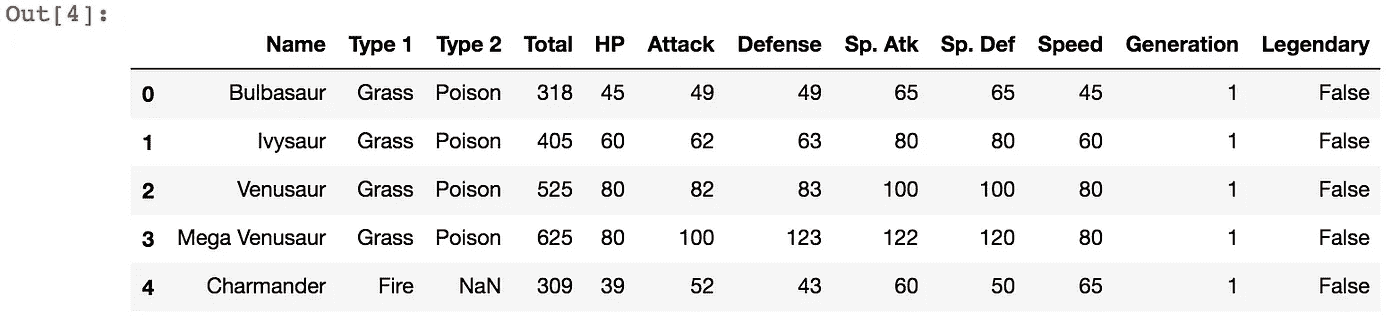 Out[4]:
Name Type 1 Type 2 Total HP Attack Defense Sp. Atk Sp. Def Speed Generation Legendary
0 Bulbasaur Grass Poison 318 45 49 49 65 65 45 1 False
1 Ivysaur Grass Poison 405 60 62 63 80 80 60 1 False
2 Venusaur Grass Poison 525 80 82 83 100 100 80 1 False
3 Mega Venusaur Grass Poison 625 80 100 123 122 120 80 1 False
4 Charmander Fire NaN 309 39 52 43 60 50 65 1 False